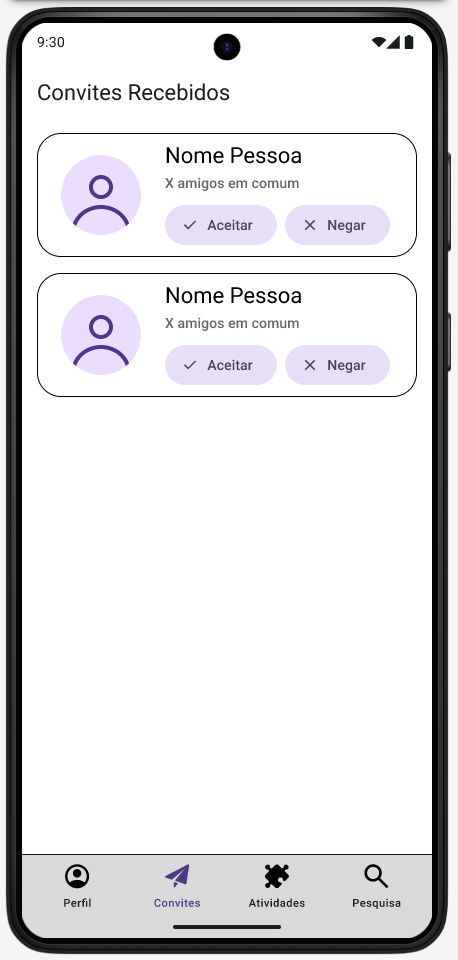 9:30
Convites Recebidos
Nome Pessoa
X amigos em comum
Aceitar Negar
Nome Pessoa
X amigos em comum
Aceitar Negar
Perfil Convites Atividades Pesquisa